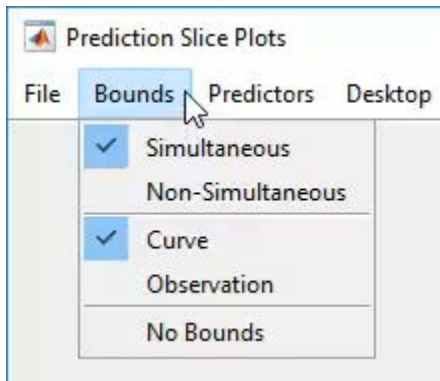 Prediction Slice Plots
File Bounds Predictors Desktop
Simultaneous
Non-Simultaneous
Curve
Observation
No Bounds